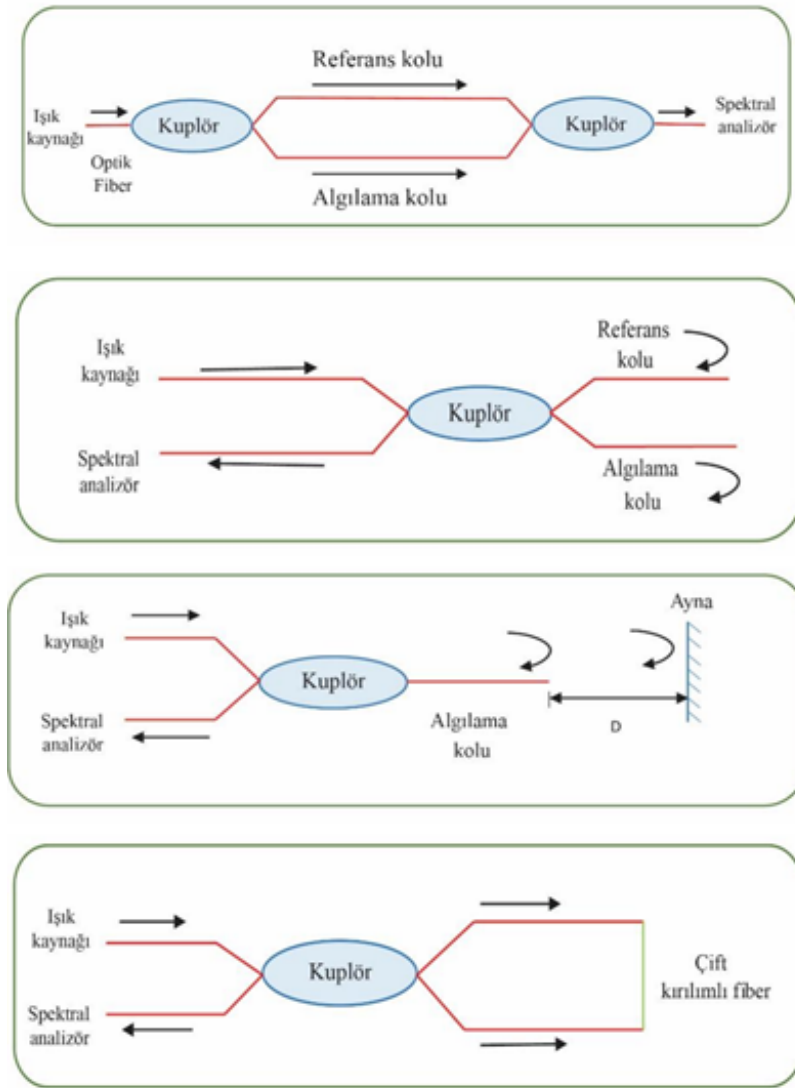 Referans kolu
Işık
kaynağı
Kuplör
Kuplör
Spektral
analizör
Optik
Fiber
Algılama kolu
Işık
kaynağı
Referans
kolu
Kuplör
Spektral
analizör
Algılama
kolu
Işık
kaynağı
Ayna
Kuplör
Spektral
analizör
Algılama
kolu
D
Işık
kaynağı
Kuplör
Çift
kırılımlı fiber
Spektral
analizör